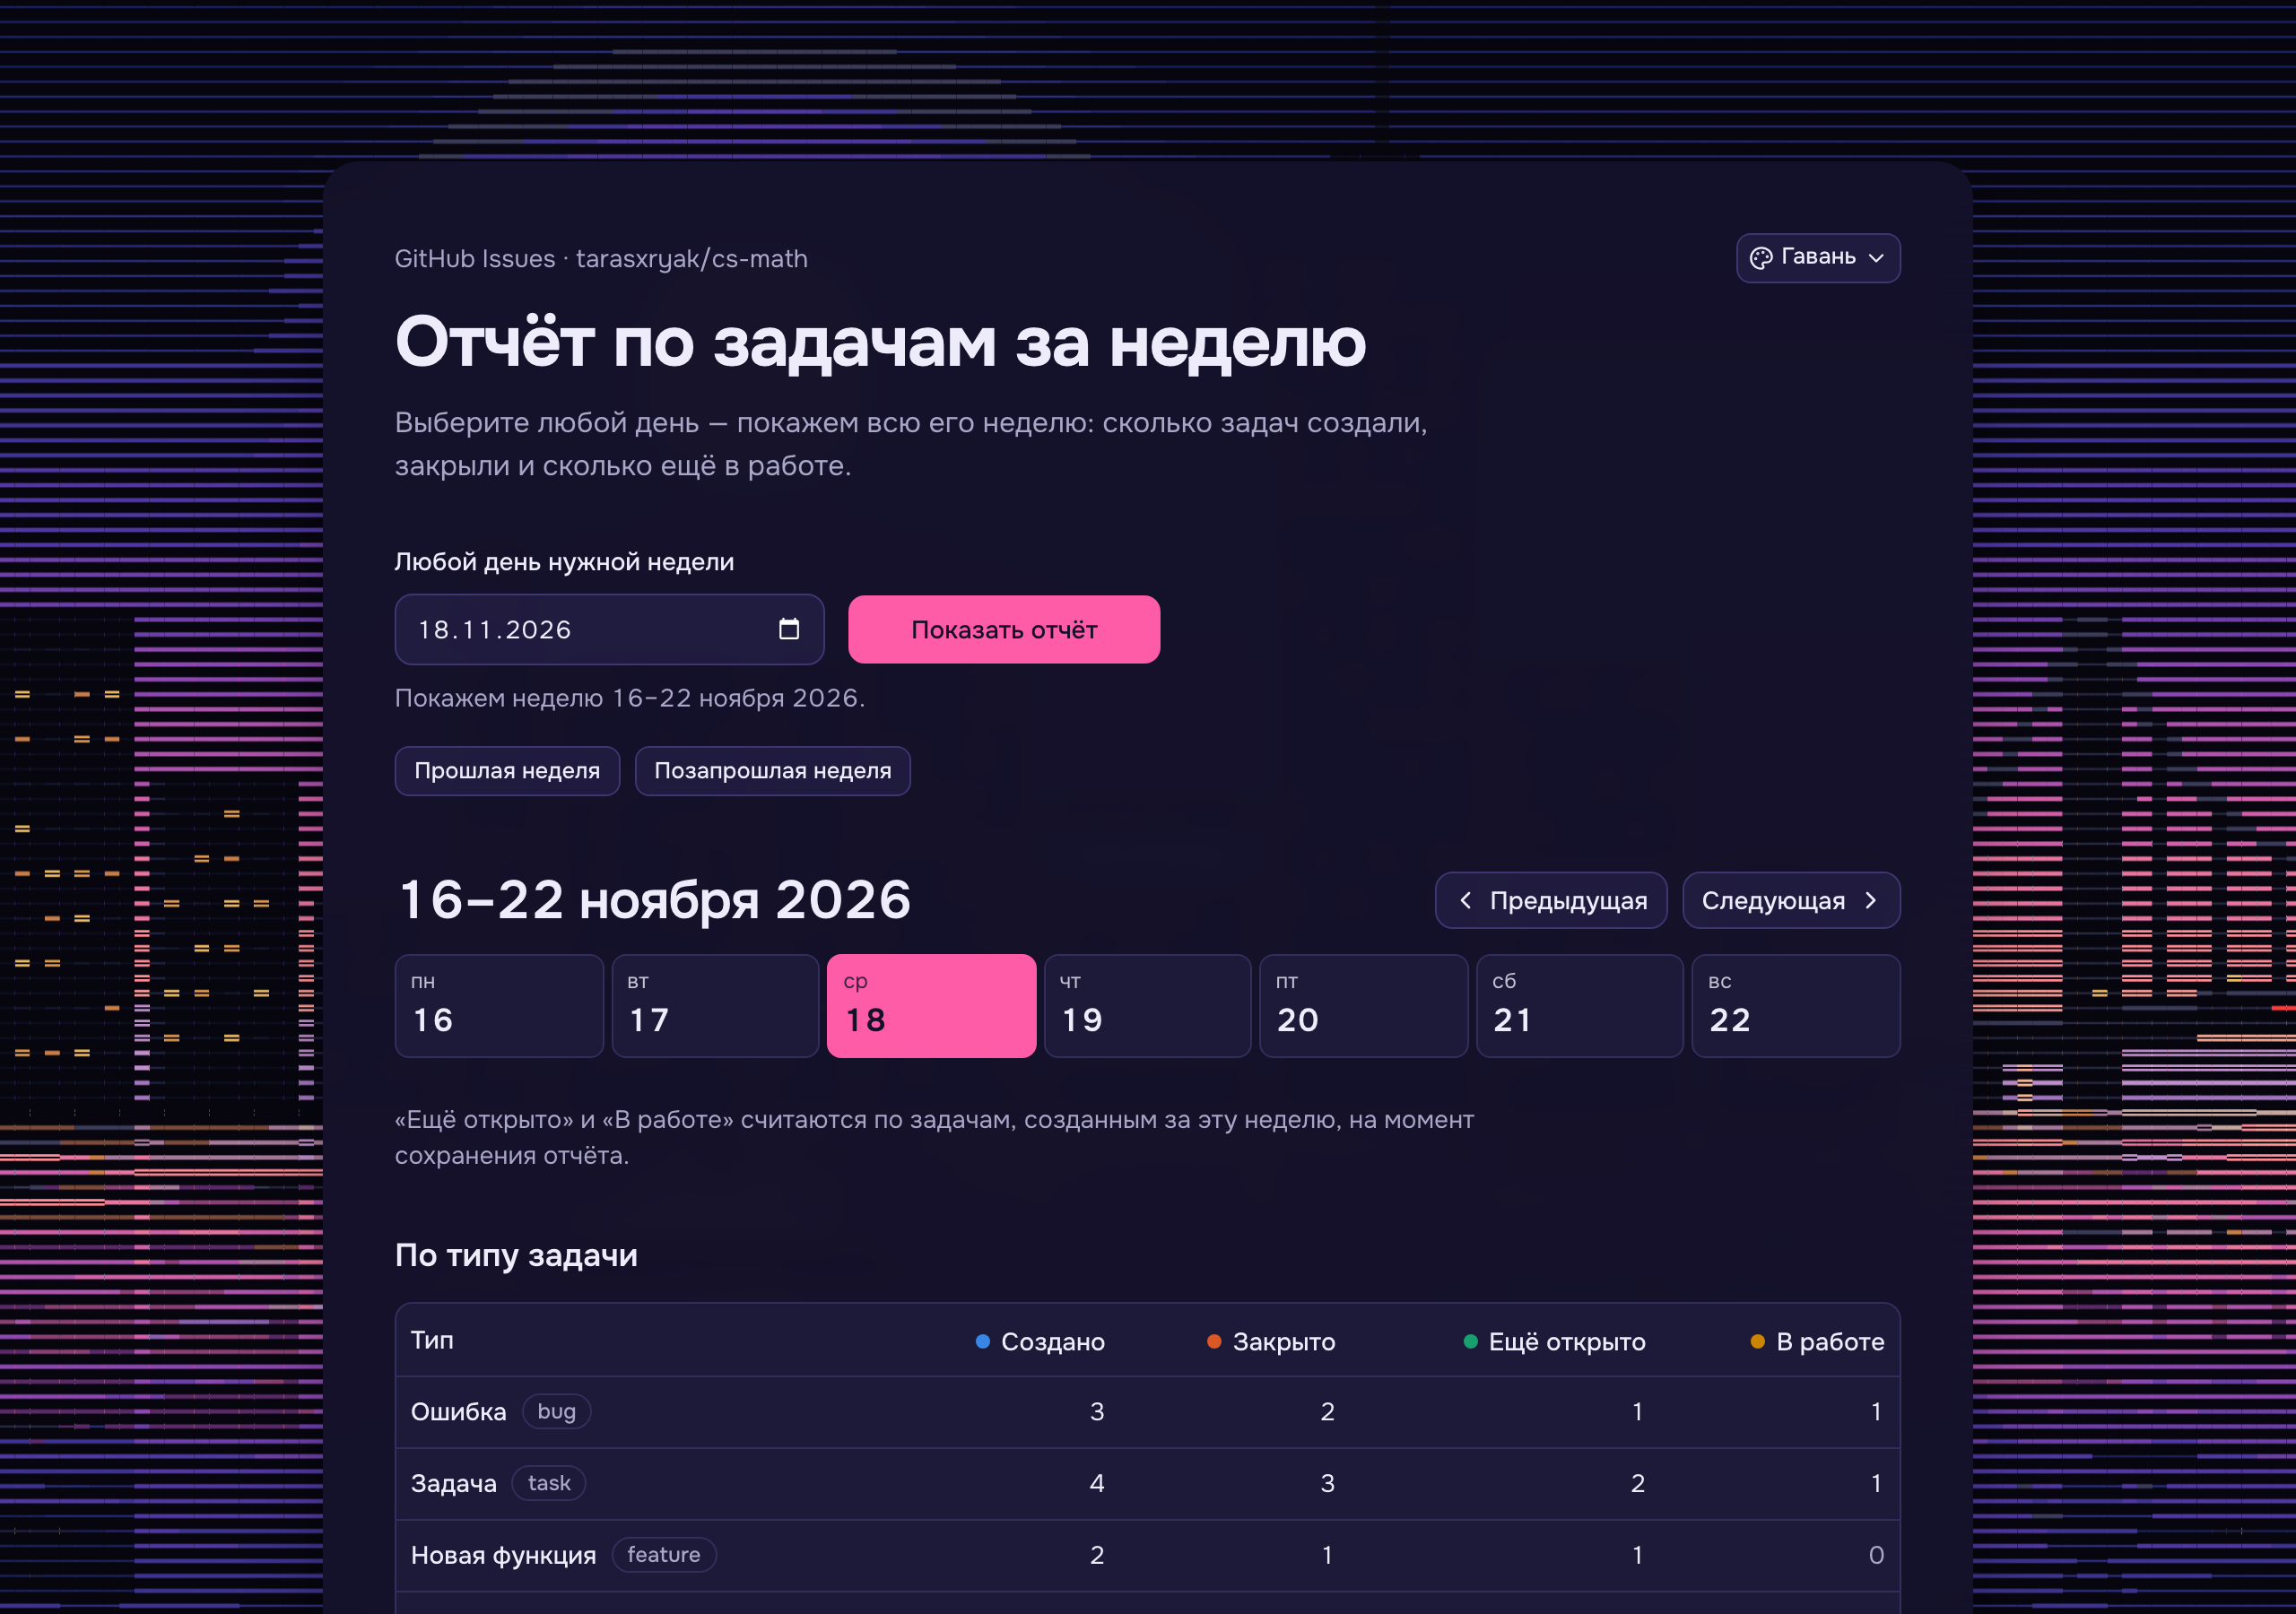 GitHub Issues · tarasxryak/cs-math
Гавань
Отчёт по задачам за неделю
Выберите любой день — покажем всю его неделю: сколько задач создали,
закрыли и сколько ещё в работе.
Любой день нужной недели
18.11.2026
Показать отчёт
Покажем неделю 16–22 ноября 2026.
Прошлая неделя
Позапрошлая неделя
16–22 ноября 2026
Предыдущая
Следующая
пн
16
вт
17
ср
18
чт
19
пт
20
сб
21
вс
22
«Ещё открыто» и «В работе» считаются по задачам, созданным за эту неделю, на момент
сохранения отчёта.
По типу задачи
Тип Создано Закрыто Ещё открыто В работе
Ошибка bug 3 2 1 1
Задача task 4 3 2 1
Новая функция feature 2 1 1 0